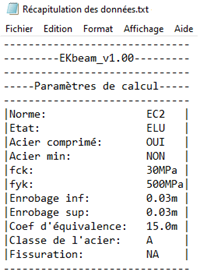 Récapitulation des données.txt
Fichier Edition Format Affichage Aide
-----------------------------
---------EKbeam_v1.00--------
-----------------------------
-----Paramètres de calcul-----
-----------------------------
|Norme: EC2 |
|Etat: ELU |
|Acier comprimé: OUI |
|Acier min: NON |
|fck: 30MPa |
|fyk: 500MPa|
|Enrobage inf: 0.03m |
|Enrobage sup: 0.03m |
|Coef d'équivalence: 15.0m |
|Classe de l'acier: A |
|Fissuration: NA |
-----------------------------